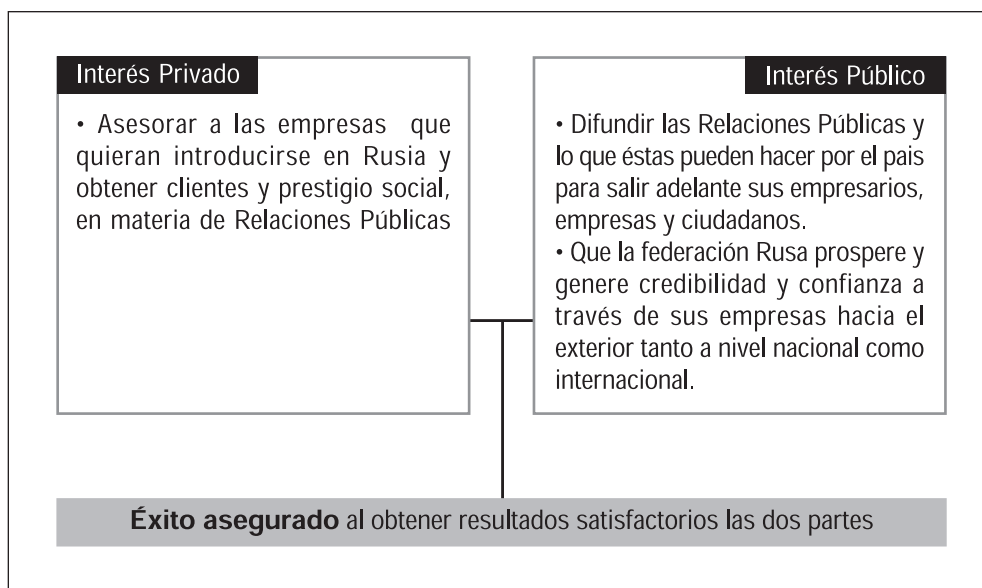 Interés Privado
• Asesorar a las empresas que
quieran introducirse en Rusia y
obtener clientes y prestigio social,
en materia de Relaciones Públicas
Interés Público
• Difundir las Relaciones Públicas y
lo que éstas pueden hacer por el pais
para salir adelante sus empresarios,
empresas y ciudadanos.
• Que la federación Rusa prospere y
genere credibilidad y confianza a
través de sus empresas hacia el
exterior tanto a nivel nacional como
internacional.
Éxito asegurado al obtener resultados satisfactorios las dos partes